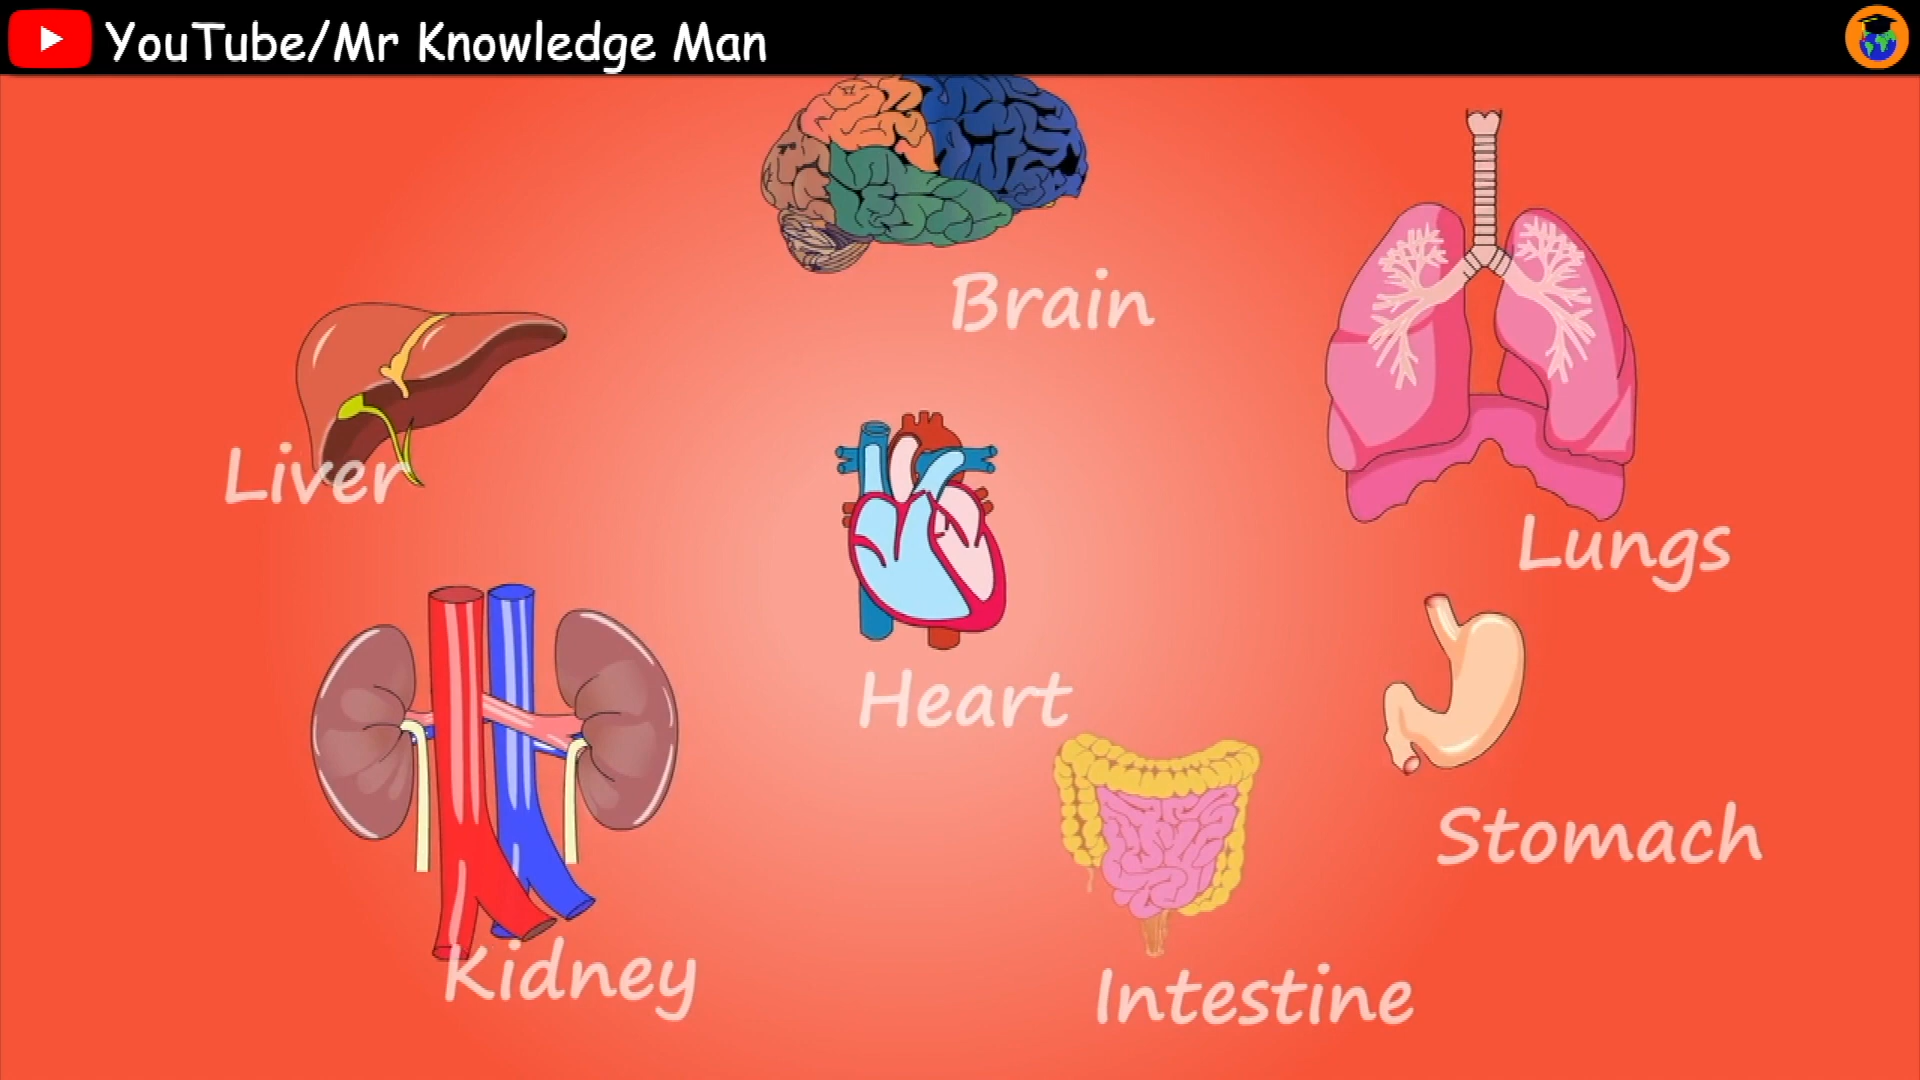 YouTube/Mr Knowledge Man
Brain
Liver
Lungs
Heart
Stomach
Kidney
Intestine